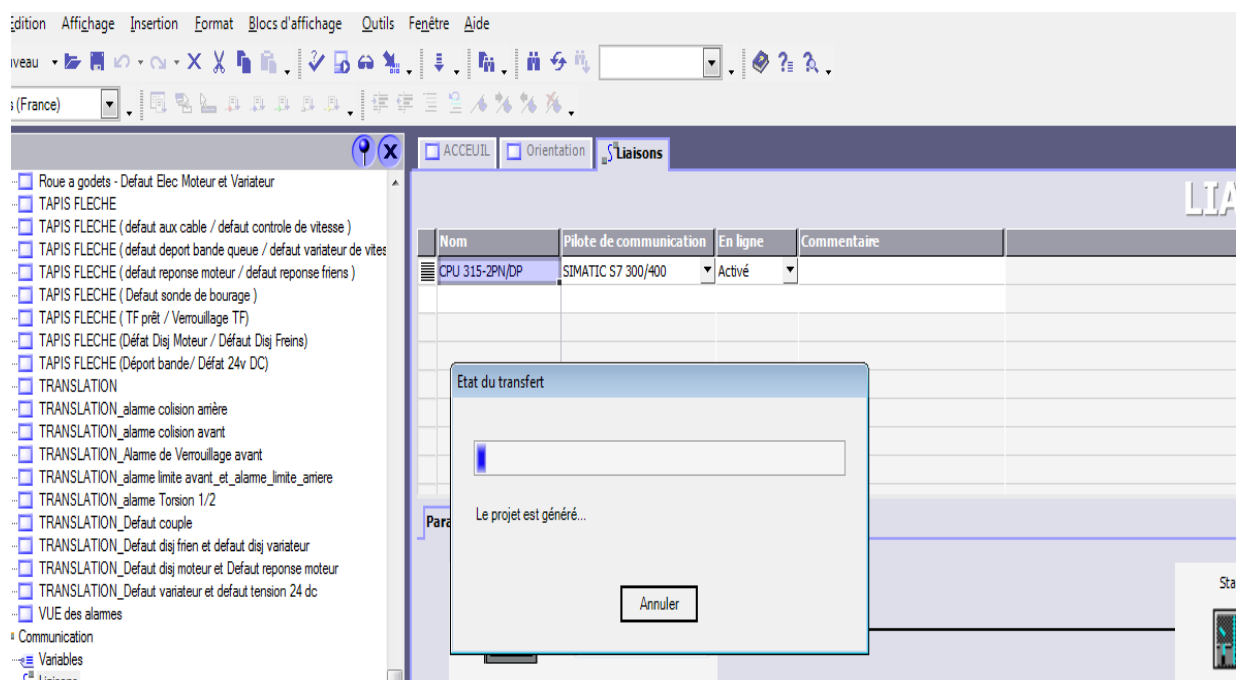 Edition Affichage Insertion Format Blocs d'affichage Outils Fenêtre Aide
(France)
ACCEUIL Orientation Liaisons
Roue a godets - Defaut Elec Moteur et Variateur
TAPIS FLECHE
TAPIS FLECHE ( defaut aux cable / defaut controle de vitesse )
TAPIS FLECHE ( defaut deport bande queue / defaut variateur de vites
TAPIS FLECHE ( defaut reponse moteur / defaut reponse friens )
TAPIS FLECHE ( Defaut sonde de bourage )
TAPIS FLECHE ( TF prêt / Verrouillage TF)
TAPIS FLECHE (Défat Disj Moteur / Défaut Disj Freins)
TAPIS FLECHE (Déport bande/ Défat 24v DC)
TRANSLATION
TRANSLATION_alarme colision arrière
TRANSLATION_alarme colision avant
TRANSLATION_Alarme de Verrouillage avant
TRANSLATION_alarme limite avant_et_alarme_limite_arriere
TRANSLATION_alarme Torsion 1/2
TRANSLATION_Defaut couple
TRANSLATION_Defaut disj frien et defaut disj variateur
TRANSLATION_Defaut disj moteur et Defaut reponse moteur
TRANSLATION_Defaut variateur et defaut tension 24 dc
VUE des alarmes
Communication
Variables
Liaisons
LIA
Nom Pilote de communication En ligne Commentaire
CPU 315-2PN/DP SIMATIC S7 300/400 Activé
Etat du transfert
Le projet est généré...
Annuler
Para
Sta